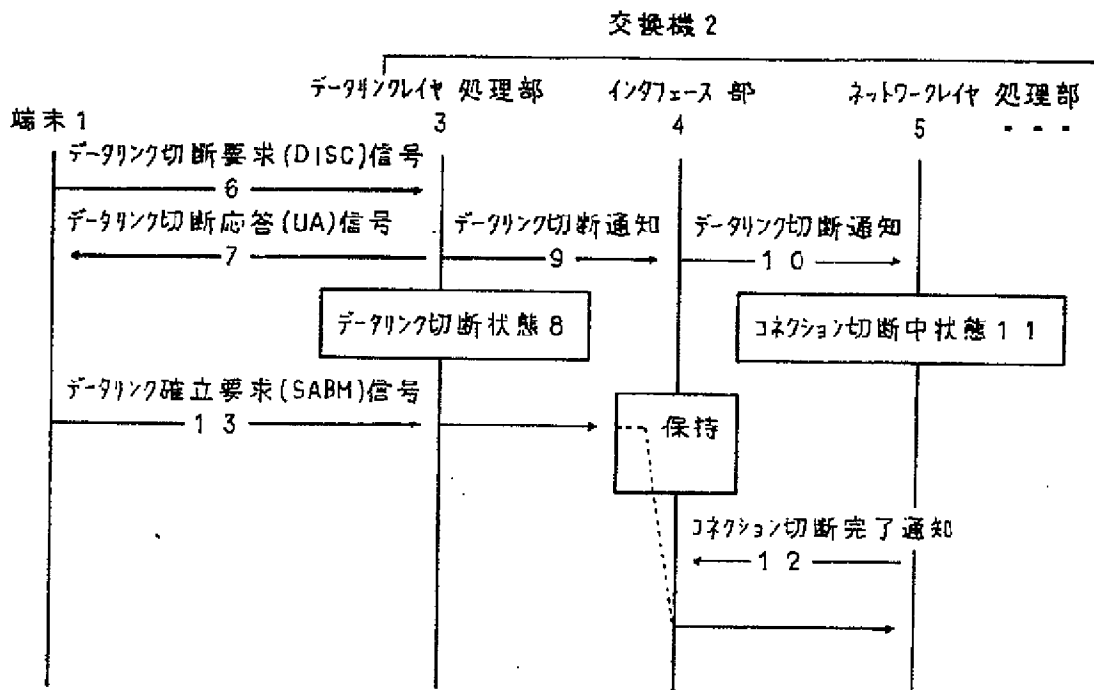 交換機2
データリンクレイヤ 処理部 インタフェース 部 ネットワークレイヤ 処理部
端末1 3 4 5 ・・・
データリンク切断要求(DISC)信号
6
データリンク切断応答(UA)信号 データリンク切断通知 データリンク切断通知
7 9 10
データリンク切断状態8 コネクション切断中状態11
データリンク確立要求(SABM)信号
13 保持
コネクション切断完了通知
12